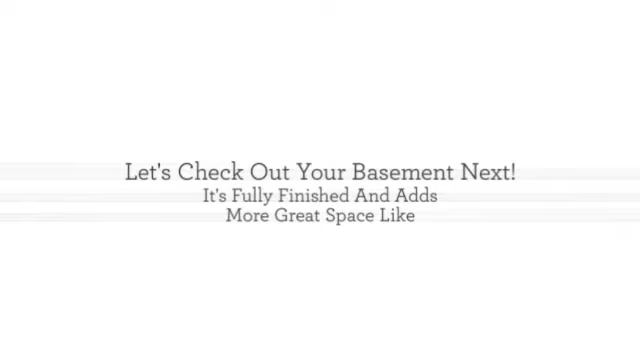 Let's Check Out Your Basement Next!
It's Fully Finished And Adds
More Great Space Like